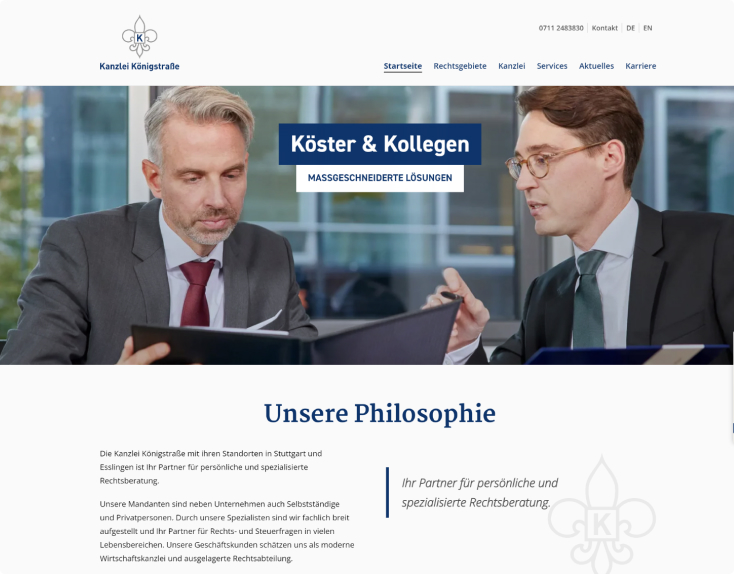 K
Kanzlei Königstraße
0711 2483830 | Kontakt | DE | EN
Startseite Rechtsgebiete Kanzlei Services Aktuelles Karriere
Köster & Kollegen
MASSGESCHNEIDERTE LÖSUNGEN
Unsere Philosophie
Die Kanzlei Königstraße mit ihren Standorten in Stuttgart und
Esslingen ist Ihr Partner für persönliche und spezialisierte
Rechtsberatung.
Unsere Mandanten sind neben Unternehmen auch Selbstständige
und Privatpersonen. Durch unsere Spezialisten sind wir fachlich breit
aufgestellt und Ihr Partner für Rechts- und Steuerfragen in vielen
Lebensbereichen. Unsere Geschäftskunden schätzen uns als moderne
Wirtschaftskanzlei und ausgelagerte Rechtsabteilung.
Ihr Partner für persönliche und
spezialisierte Rechtsberatung.
K